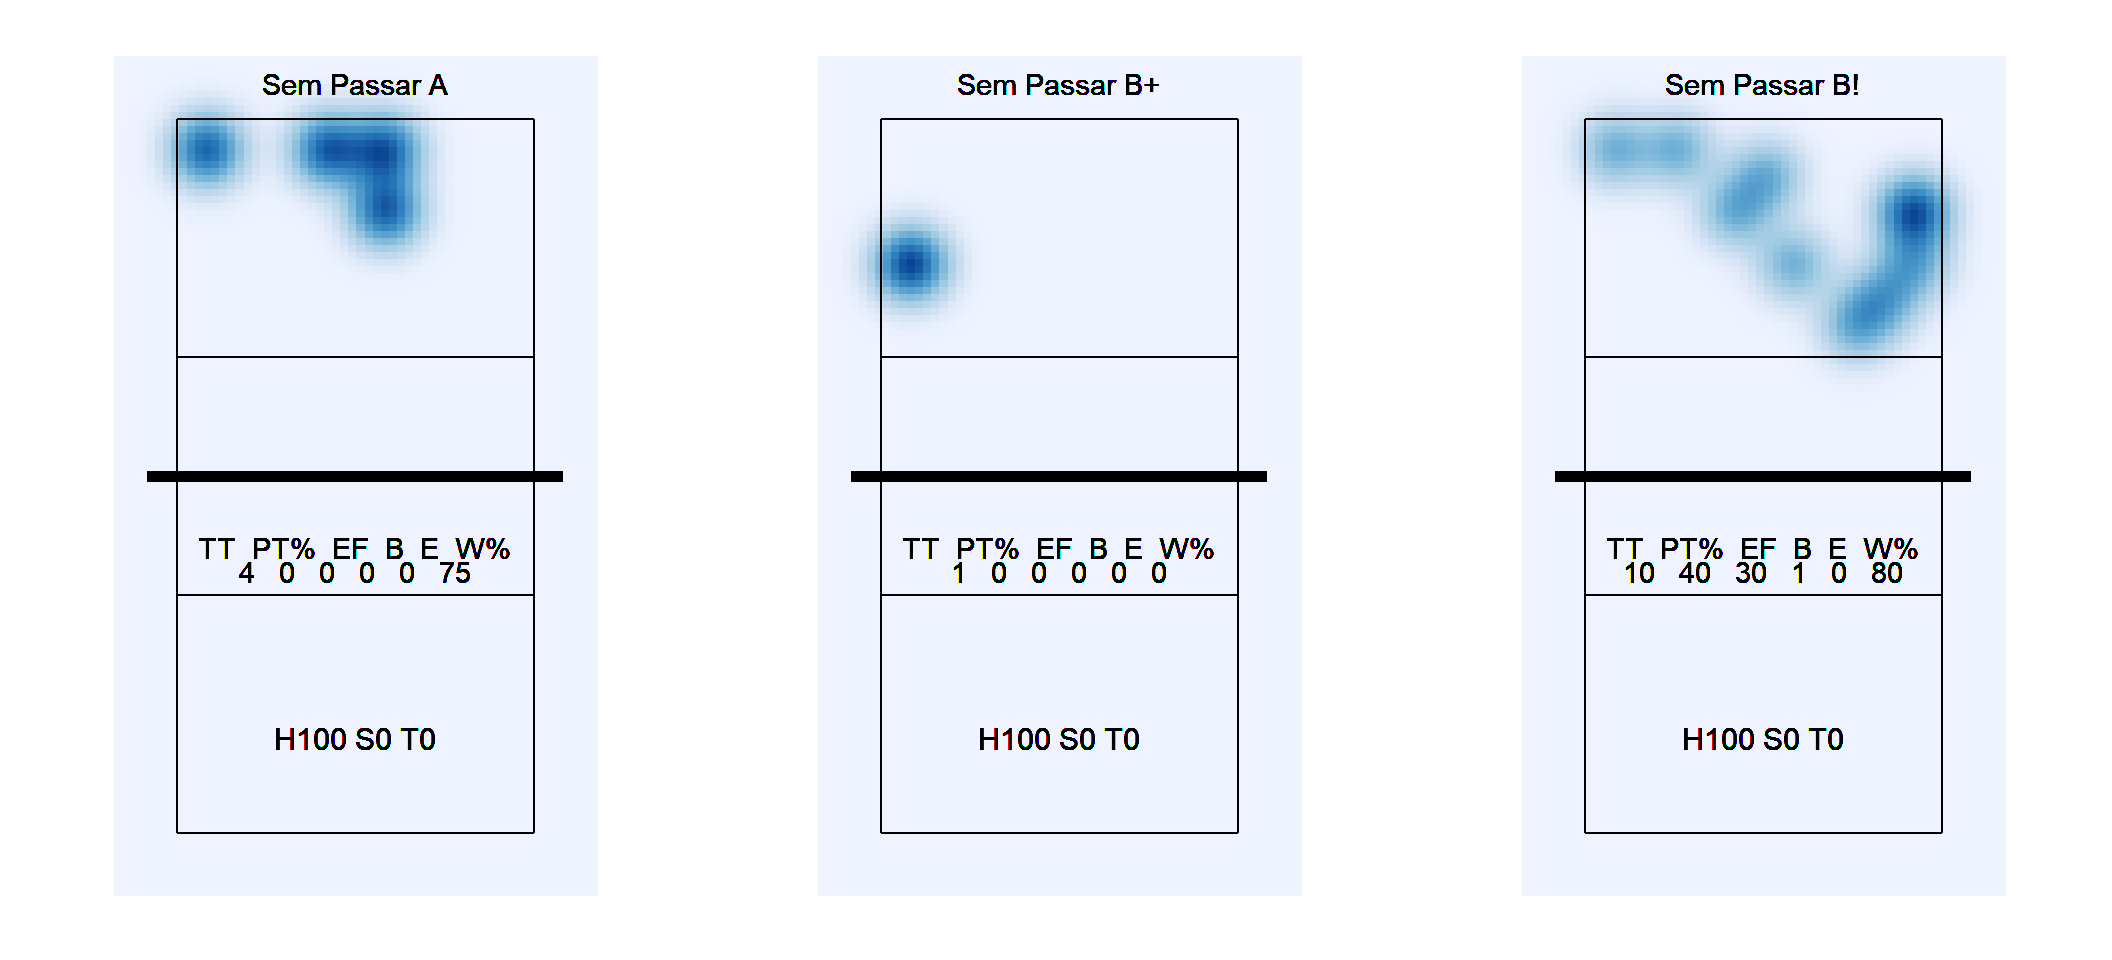 Sem Passar A
TT PT% EF B E W%
4 0 0 0 0 75
H100 S0 T0
Sem Passar B+
TT PT% EF B E W%
1 0 0 0 0 0
H100 S0 T0
Sem Passar B!
TT PT% EF B E W%
10 40 30 1 0 80
H100 S0 T0